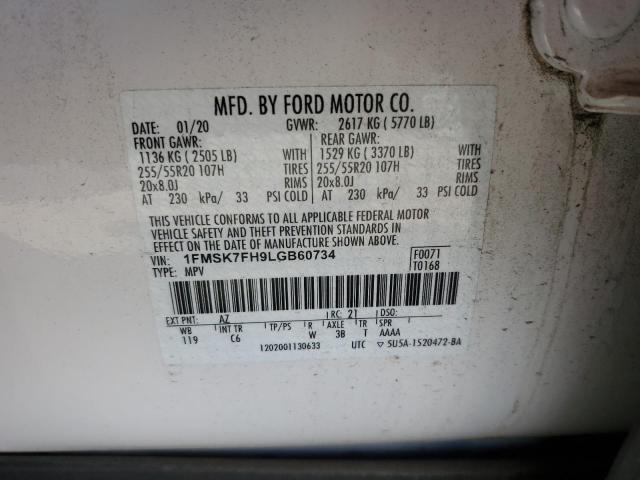 MFD. BY FORD MOTOR CO.
DATE: 01/20 GVWR: 2617 KG ( 5770 LB)
FRONT GAWR: REAR GAWR:
1136 KG ( 2505 LB) WITH 1529 KG ( 3370 LB) WITH
255/55R20 107H TIRES 255/55R20 107H TIRES
20x8.0J RIMS 20x8.0J RIMS
AT 230 kPa/ 33 PSI COLD AT 230 kPa/ 33 PSI COLD
THIS VEHICLE CONFORMS TO ALL APPLICABLE FEDERAL MOTOR
VEHICLE SAFETY AND THEFT PREVENTION STANDARDS IN
EFFECT ON THE DATE OF MANUFACTURE SHOWN ABOVE.
VIN: 1FMSK7FH9LGB60734 F0071
TYPE: MPV T0168
EXT PNT: AZ RC: 21 DSO:
WB INT TR TP/PS R AXLE TR SPR
119 C6 W 3B T AAAA
1202001130633 UTC 5U5A-1520472-BA